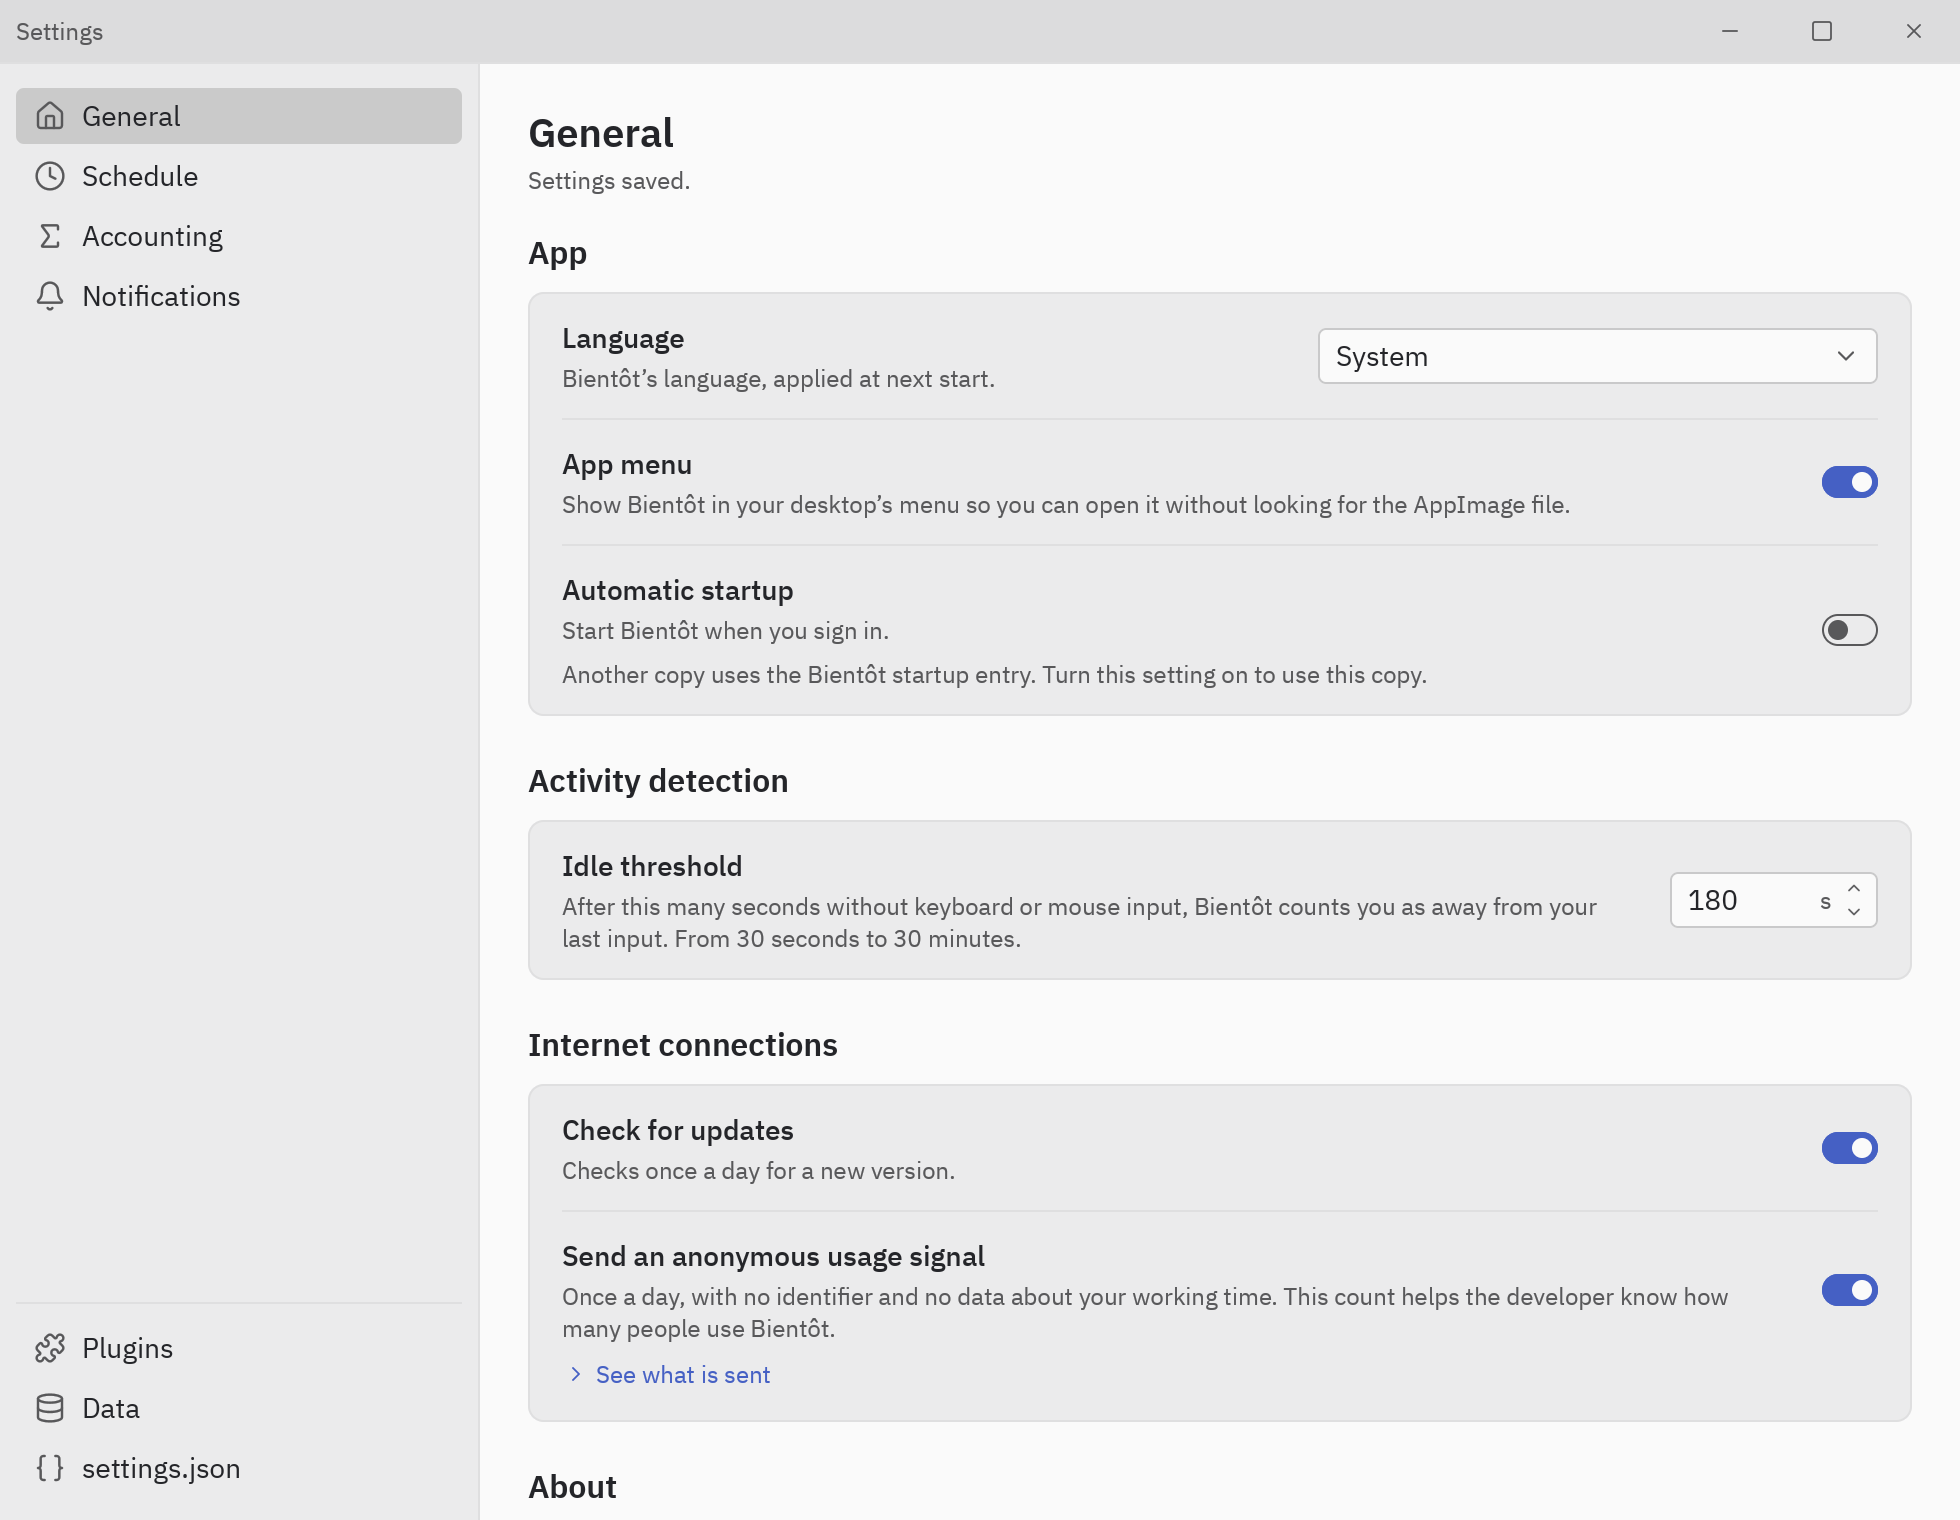 Settings
General
Schedule
Accounting
Notifications
Plugins
Data
settings.json
General
Settings saved.
App
Language
Bientôt’s language, applied at next start.
System
App menu
Show Bientôt in your desktop’s menu so you can open it without looking for the AppImage file.
Automatic startup
Start Bientôt when you sign in.
Another copy uses the Bientôt startup entry. Turn this setting on to use this copy.
Activity detection
Idle threshold
After this many seconds without keyboard or mouse input, Bientôt counts you as away from your
last input. From 30 seconds to 30 minutes.
180 s
Internet connections
Check for updates
Checks once a day for a new version.
Send an anonymous usage signal
Once a day, with no identifier and no data about your working time. This count helps the developer know how
many people use Bientôt.
See what is sent
About